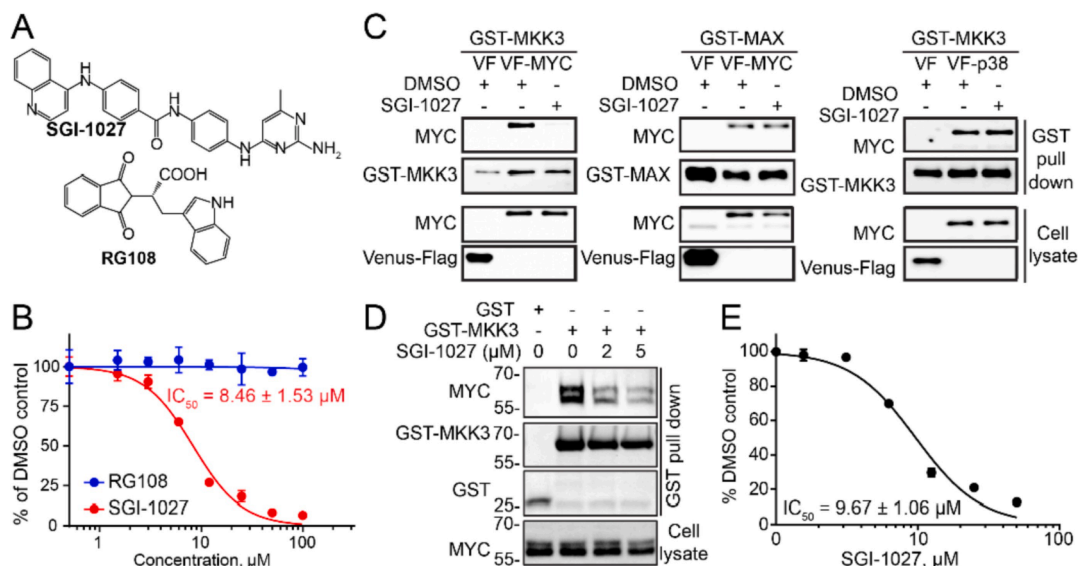 A
NH
N
SGI-1027
O
NH
NH
N
N
NH₂
O
COOH
O
NH
RG108
B
% of DMSO control
100
75
50
25
0
IC₅₀ = 8.46 ± 1.53 µM
RG108
SGI-1027
1 10 100
Concentration, µM
C
GST-MKK3
VF VF-MYC
DMSO + + -
SGI-1027 - - +
MYC
GST-MKK3
MYC
Venus-Flag
GST-MAX
VF VF-MYC
DMSO + + -
SGI-1027 - - +
MYC
GST-MAX
MYC
Venus-Flag
GST-MKK3
VF VF-p38
DMSO + + -
SGI-1027 - - +
MYC
GST-MKK3
MYC
Venus-Flag
GST pull down
Cell lysate
D
GST + - - -
GST-MKK3 - + + +
SGI-1027 (µM) 0 0 2 5
MYC
70-
55-
GST-MKK3
70-
55-
GST
25-
MYC
70-
55-
GST pull down
Cell lysate
E
% DMSO control
100
80
60
40
20
0
IC₅₀ = 9.67 ± 1.06 µM
0 10 100
SGI-1027, µM